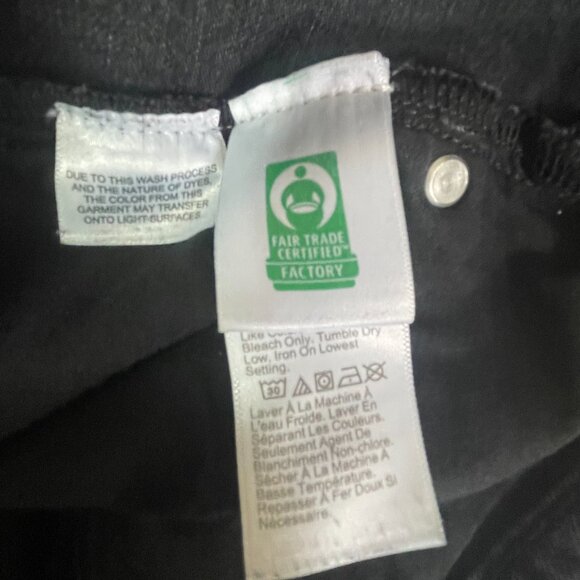 DUE TO THIS WASH PROCESS
AND THE NATURE OF DYES,
THE COLOR FROM THIS
GARMENT MAY TRANSFER
ONTO LIGHT SURFACES.
FAIR TRADE
CERTIFIED™
FACTORY
Like
Bleach Only. Tumble Dry
Low, Iron On Lowest
Setting.
30
Laver À La Machine À
L'eau Froide. Laver En
Séparant Les Couleurs.
Seulement Agent De
Blanchiment Non-chlore.
Sécher À La Machine À
Basse Température.
Repasser À Fer Doux Si
Nécessaire.